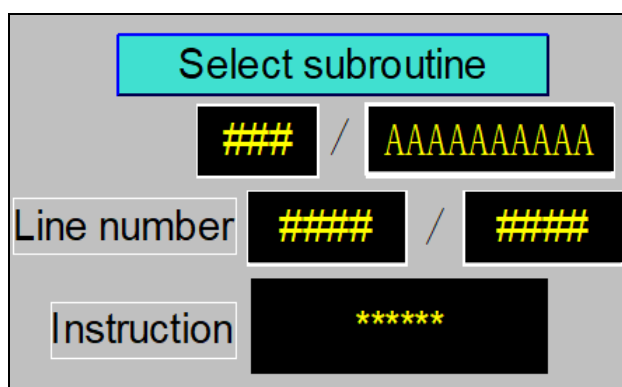 Select subroutine
### / AAAAAAAAAA
Line number #### / ####
Instruction ******